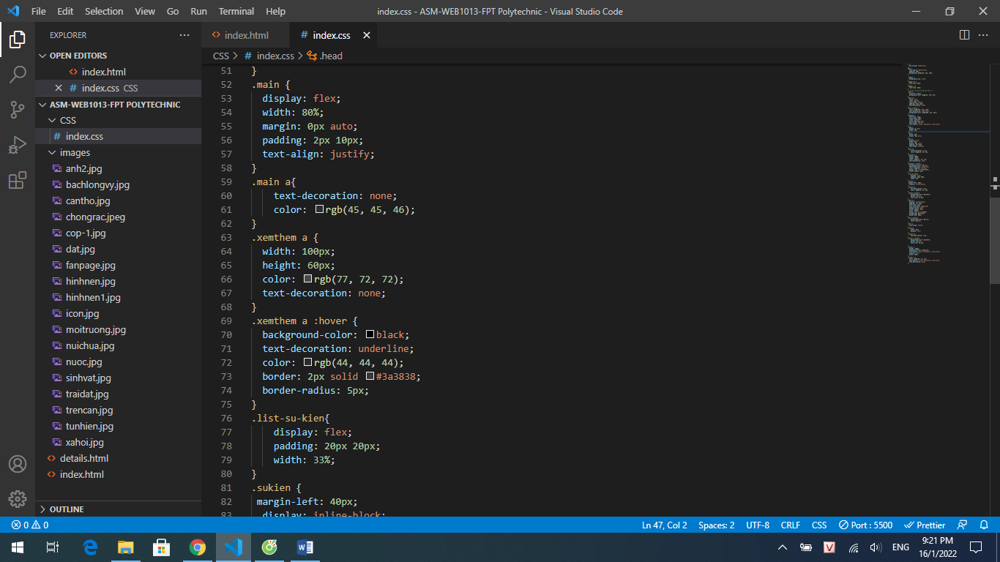 File Edit Selection View Go Run Terminal Help
index.css - ASM-WEB1013-FPT Polytechnic - Visual Studio Code
EXPLORER
OPEN EDITORS
index.html
index.css CSS
ASM-WEB1013-FPT POLYTECHNIC
CSS
index.css
images
anh2.jpg
bachlongvy.jpg
cantho.jpg
chongrac.jpeg
cop-1.jpg
dat.jpg
fanpage.jpg
hinhnen.jpg
hinhnen1.jpg
icon.jpg
moitruong.jpg
nuichua.jpg
nuoc.jpg
sinhvat.jpg
traidat.jpg
trencan.jpg
tunhien.jpg
xahoi.jpg
details.html
index.html
OUTLINE
index.html
# index.css
CSS > # index.css > .head
51 }
52 .main {
53 display: flex;
54 width: 80%;
55 margin: 0px auto;
56 padding: 2px 10px;
57 text-align: justify;
58 }
59 .main a{
60 text-decoration: none;
61 color: rgb(45, 45, 46);
62 }
63 .xemthem a {
64 width: 100px;
65 height: 60px;
66 color: rgb(77, 72, 72);
67 text-decoration: none;
68 }
69 .xemthem a :hover {
70 background-color: black;
71 text-decoration: underline;
72 color: rgb(44, 44, 44);
73 border: 2px solid #3a3838;
74 border-radius: 5px;
75 }
76 .list-su-kien{
77 display: flex;
78 padding: 20px 20px;
79 width: 33%;
80 }
81 .sukien {
82 margin-left: 40px;
83 display: inline-block;
0 0
Ln 47, Col 2 Spaces: 2 UTF-8 CRLF CSS Port : 5500 Prettier
ENG
9:21 PM
16/1/2022